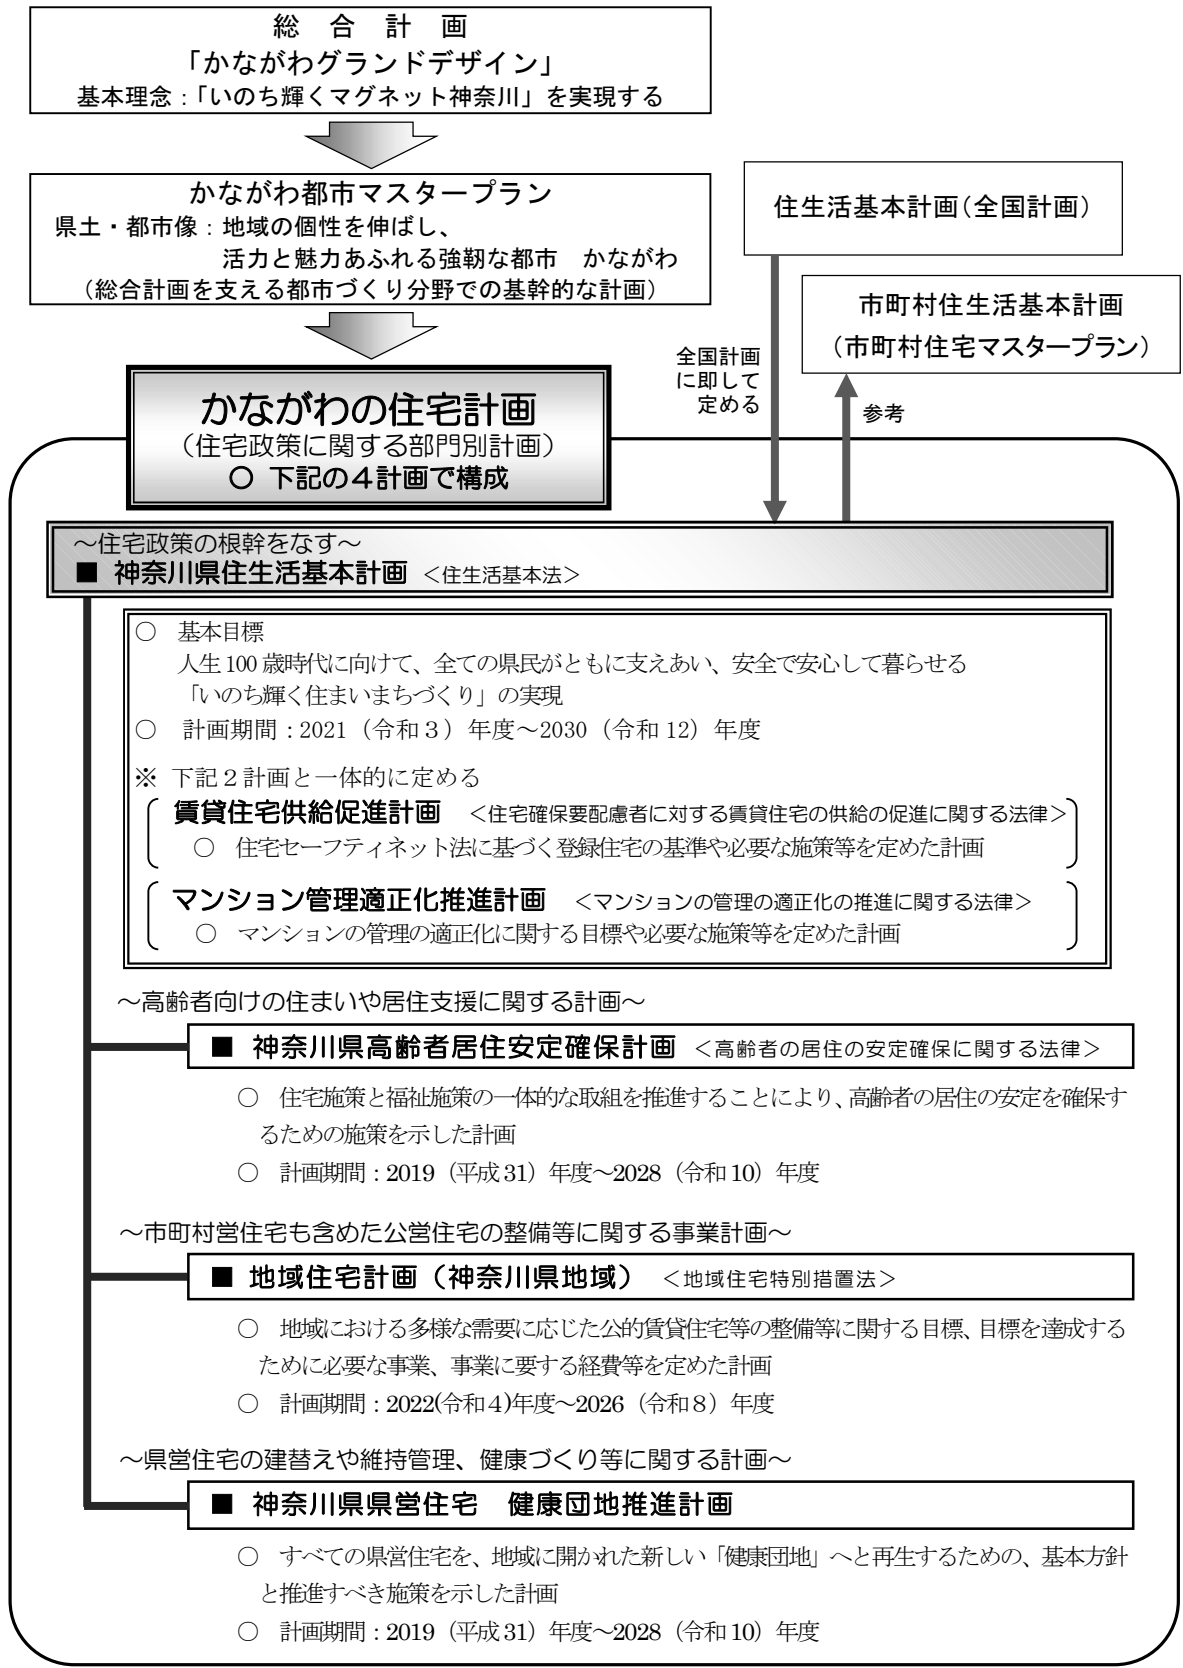 総　合　計　画
「かながわグランドデザイン」
基本理念：「いのち輝くマグネット神奈川」を実現する
かながわ都市マスタープラン
県土・都市像：地域の個性を伸ばし、
活力と魅力あふれる強靭な都市　かながわ
（総合計画を支える都市づくり分野での基幹的な計画）
住生活基本計画（全国計画）
市町村住生活基本計画
（市町村住宅マスタープラン）
全国計画
に即して
定める
参考
かながわの住宅計画
（住宅政策に関する部門別計画）
○ 下記の４計画で構成
～住宅政策の根幹をなす～
■ 神奈川県住生活基本計画 ＜住生活基本法＞
○　基本目標
人生100歳時代に向けて、全ての県民がともに支えあい、安全で安心して暮らせる
「いのち輝く住まいまちづくり」の実現
○　計画期間：2021（令和３）年度～2030（令和12）年度
※ 下記２計画と一体的に定める
賃貸住宅供給促進計画　＜住宅確保要配慮者に対する賃貸住宅の供給の促進に関する法律＞
○　住宅セーフティネット法に基づく登録住宅の基準や必要な施策等を定めた計画
マンション管理適正化推進計画　＜マンションの管理の適正化の推進に関する法律＞
○　マンションの管理の適正化に関する目標や必要な施策等を定めた計画
～高齢者向けの住まいや居住支援に関する計画～
■ 神奈川県高齢者居住安定確保計画 ＜高齢者の居住の安定確保に関する法律＞
○　住宅施策と福祉施策の一体的な取組を推進することにより、高齢者の居住の安定を確保す
るための施策を示した計画
○　計画期間：2019（平成31）年度～2028（令和10）年度
～市町村営住宅も含めた公営住宅の整備等に関する事業計画～
■ 地域住宅計画（神奈川県地域）　＜地域住宅特別措置法＞
○　地域における多様な需要に応じた公的賃貸住宅等の整備等に関する目標、目標を達成する
ために必要な事業、事業に要する経費等を定めた計画
○　計画期間：2022(令和４)年度～2026（令和８）年度
～県営住宅の建替えや維持管理、健康づくり等に関する計画～
■ 神奈川県県営住宅　健康団地推進計画
○　すべての県営住宅を、地域に開かれた新しい「健康団地」へと再生するための、基本方針
と推進すべき施策を示した計画
○　計画期間：2019（平成31）年度～2028（令和10）年度